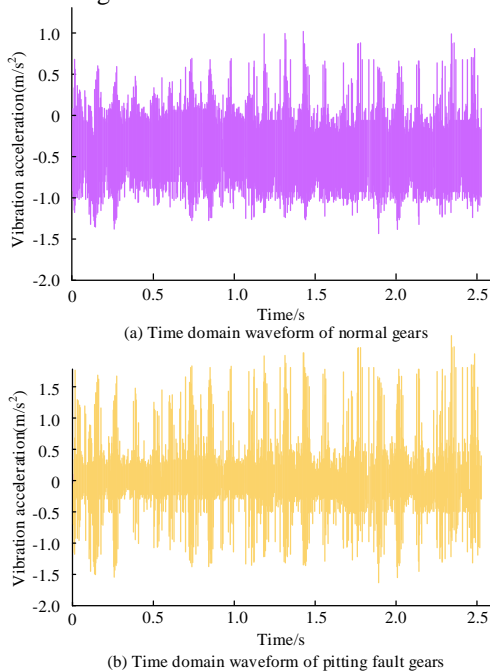 1.0
0.5
0
-0.5
-1.0
-1.5
-2.0
Vibration acceleration(m/s²)
0 0.5 1.0 1.5 2.0 2.5
Time/s
(a) Time domain waveform of normal gears
1.5
1.0
0.5
0
-0.5
-1.0
-1.5
-2.0
Vibration acceleration(m/s²)
0 0.5 1.0 1.5 2.0 2.5
Time/s
(b) Time domain waveform of pitting fault gears